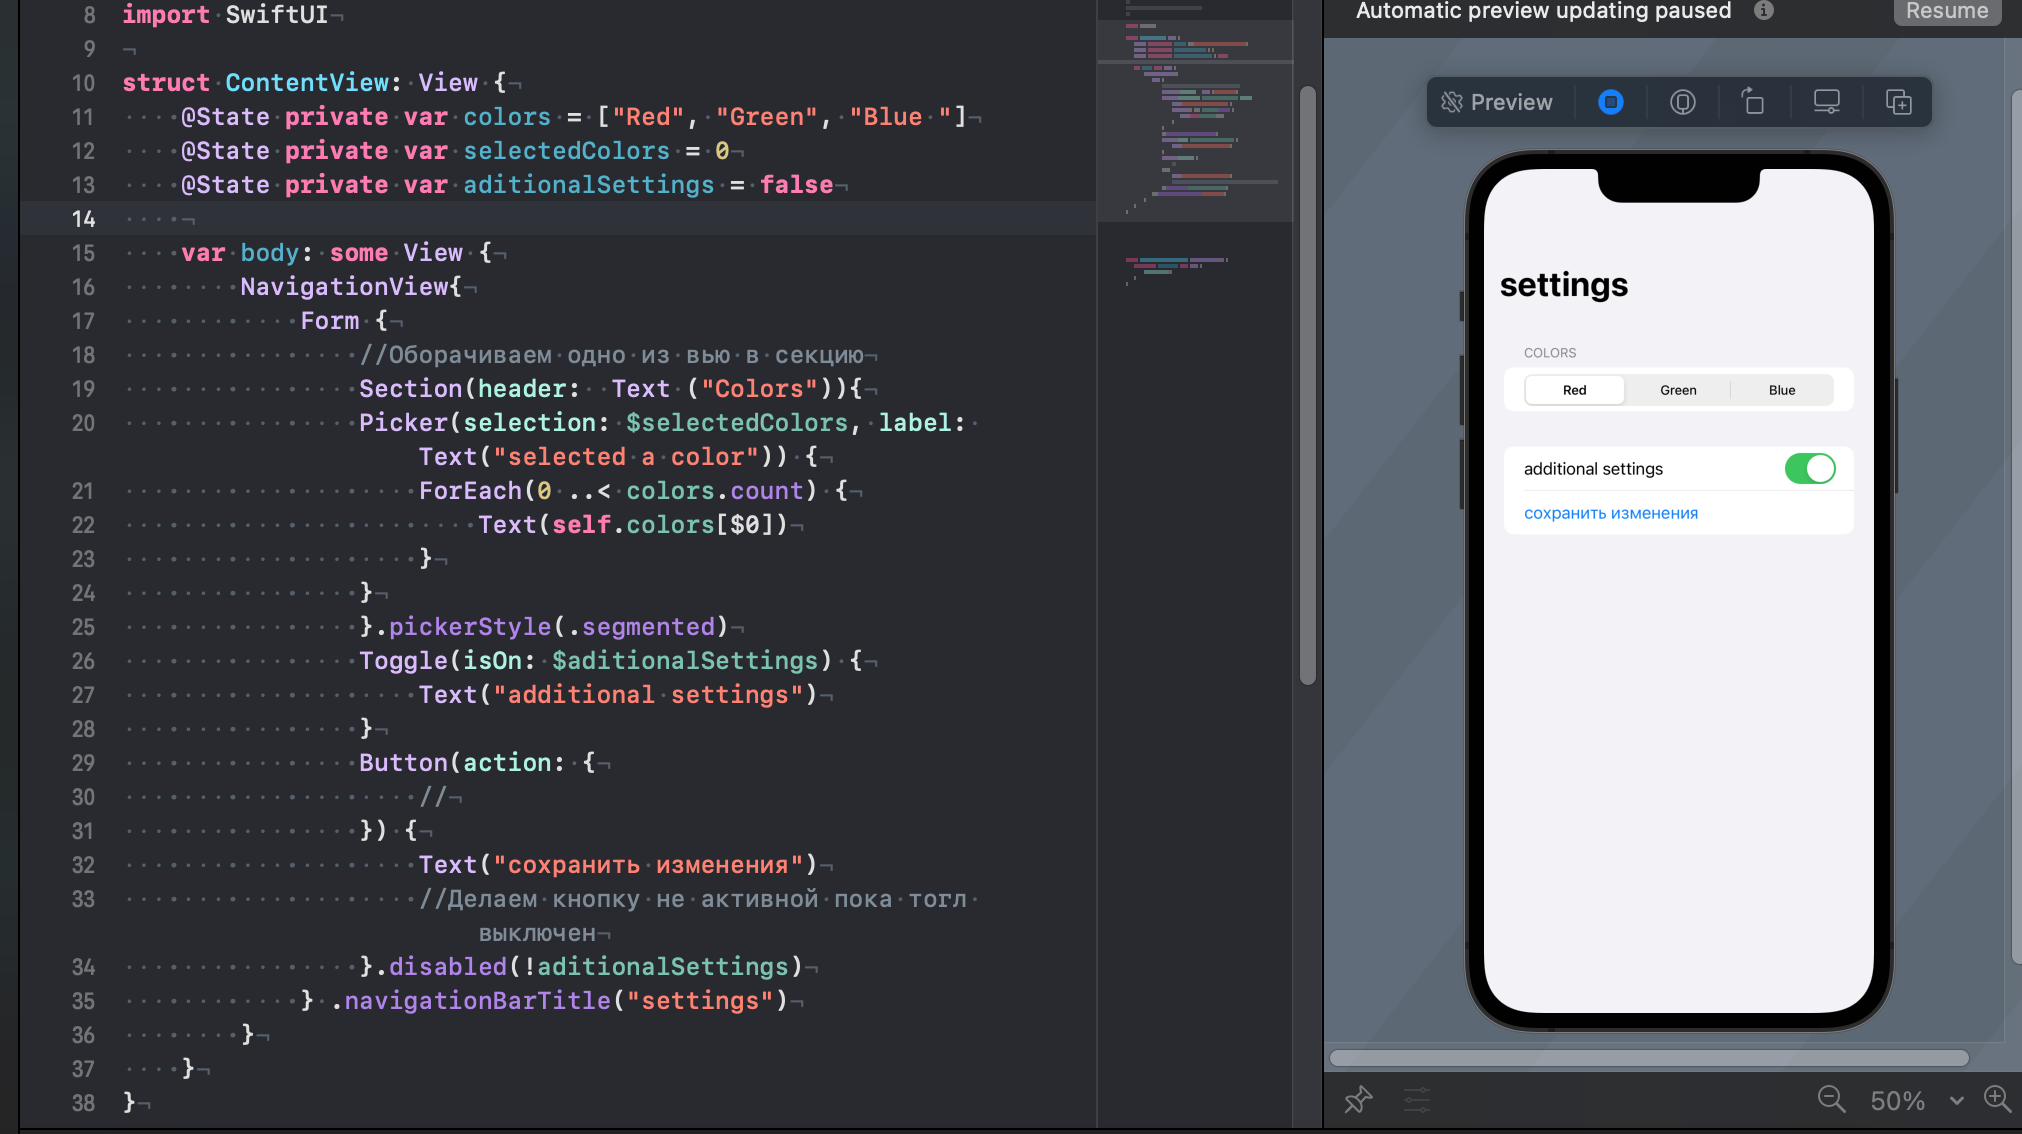 8 import SwiftUI
9
10 struct ContentView: View {
11 @State private var colors = ["Red", "Green", "Blue "]
12 @State private var selectedColors = 0
13 @State private var aditionalSettings = false
14
15 var body: some View {
16 NavigationView{
17 Form {
18 //Оборачиваем одно из вью в секцию
19 Section(header:  Text ("Colors")){
20 Picker(selection: $selectedColors, label:
Text("selected a color")) {
21 ForEach(0 ..< colors.count) {
22 Text(self.colors[$0])
23 }
24 }
25 }.pickerStyle(.segmented)
26 Toggle(isOn: $aditionalSettings) {
27 Text("additional settings")
28 }
29 Button(action: {
30 //
31 }) {
32 Text("сохранить изменения")
33 //Делаем кнопку не активной пока тогл
выключен
34 }.disabled(!aditionalSettings)
35 } .navigationBarTitle("settings")
36 }
37 }
38 }
Automatic preview updating paused
Resume
Preview
settings
COLORS
Red Green Blue
additional settings
сохранить изменения
50%